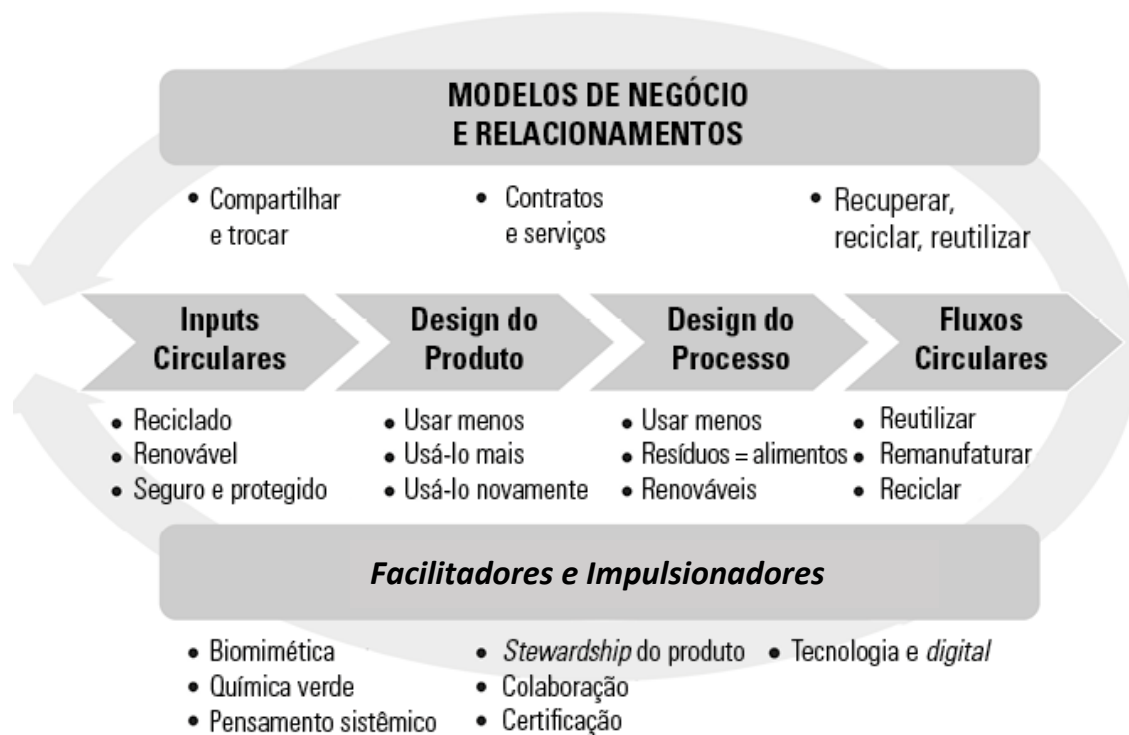 MODELOS DE NEGÓCIO
E RELACIONAMENTOS
• Compartilhar
e trocar
• Contratos
e serviços
• Recuperar,
reciclar, reutilizar
Inputs
Circulares
Design do
Produto
Design do
Processo
Fluxos
Circulares
• Reciclado
• Renovável
• Seguro e protegido
• Usar menos
• Usá-lo mais
• Usá-lo novamente
• Usar menos
• Resíduos = alimentos
• Renováveis
• Reutilizar
• Remanufaturar
• Reciclar
Facilitadores e Impulsionadores
• Biomimética
• Química verde
• Pensamento sistêmico
• Stewardship do produto
• Colaboração
• Certificação
• Tecnologia e digital